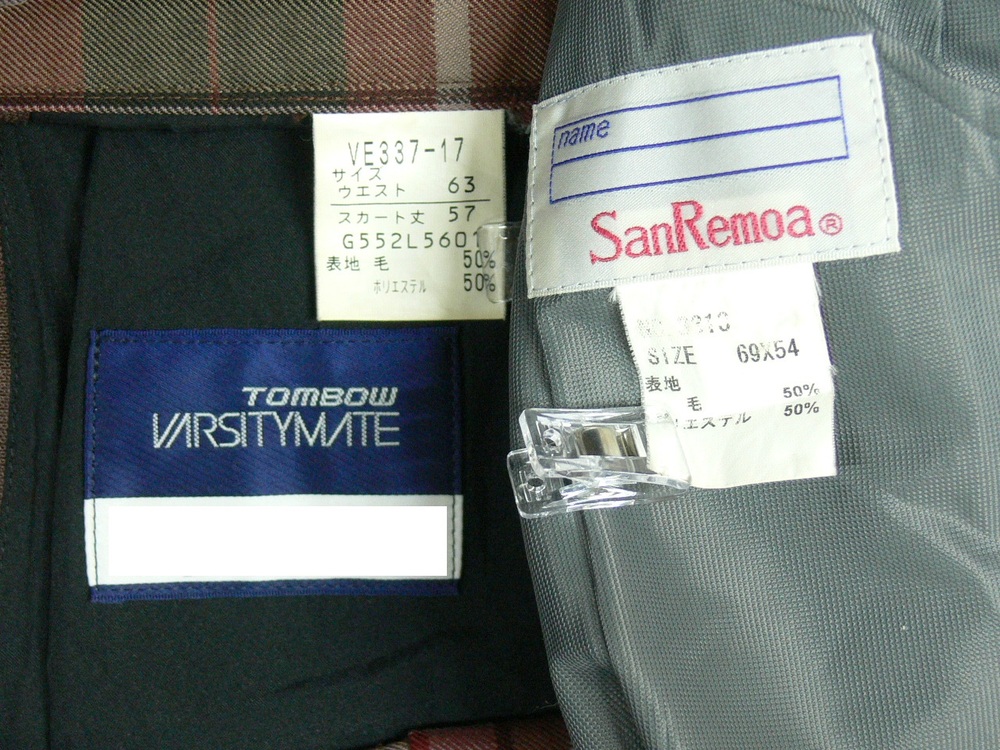 VE337-17
サイズ
ウエスト 63
スカート丈 57
G552L5601
表地 毛 50%
ポリエステル 50%
TOMBOW
VARSITYMATE
name
SanRemoa®
SIZE 69X54
表地
毛 50%
50%